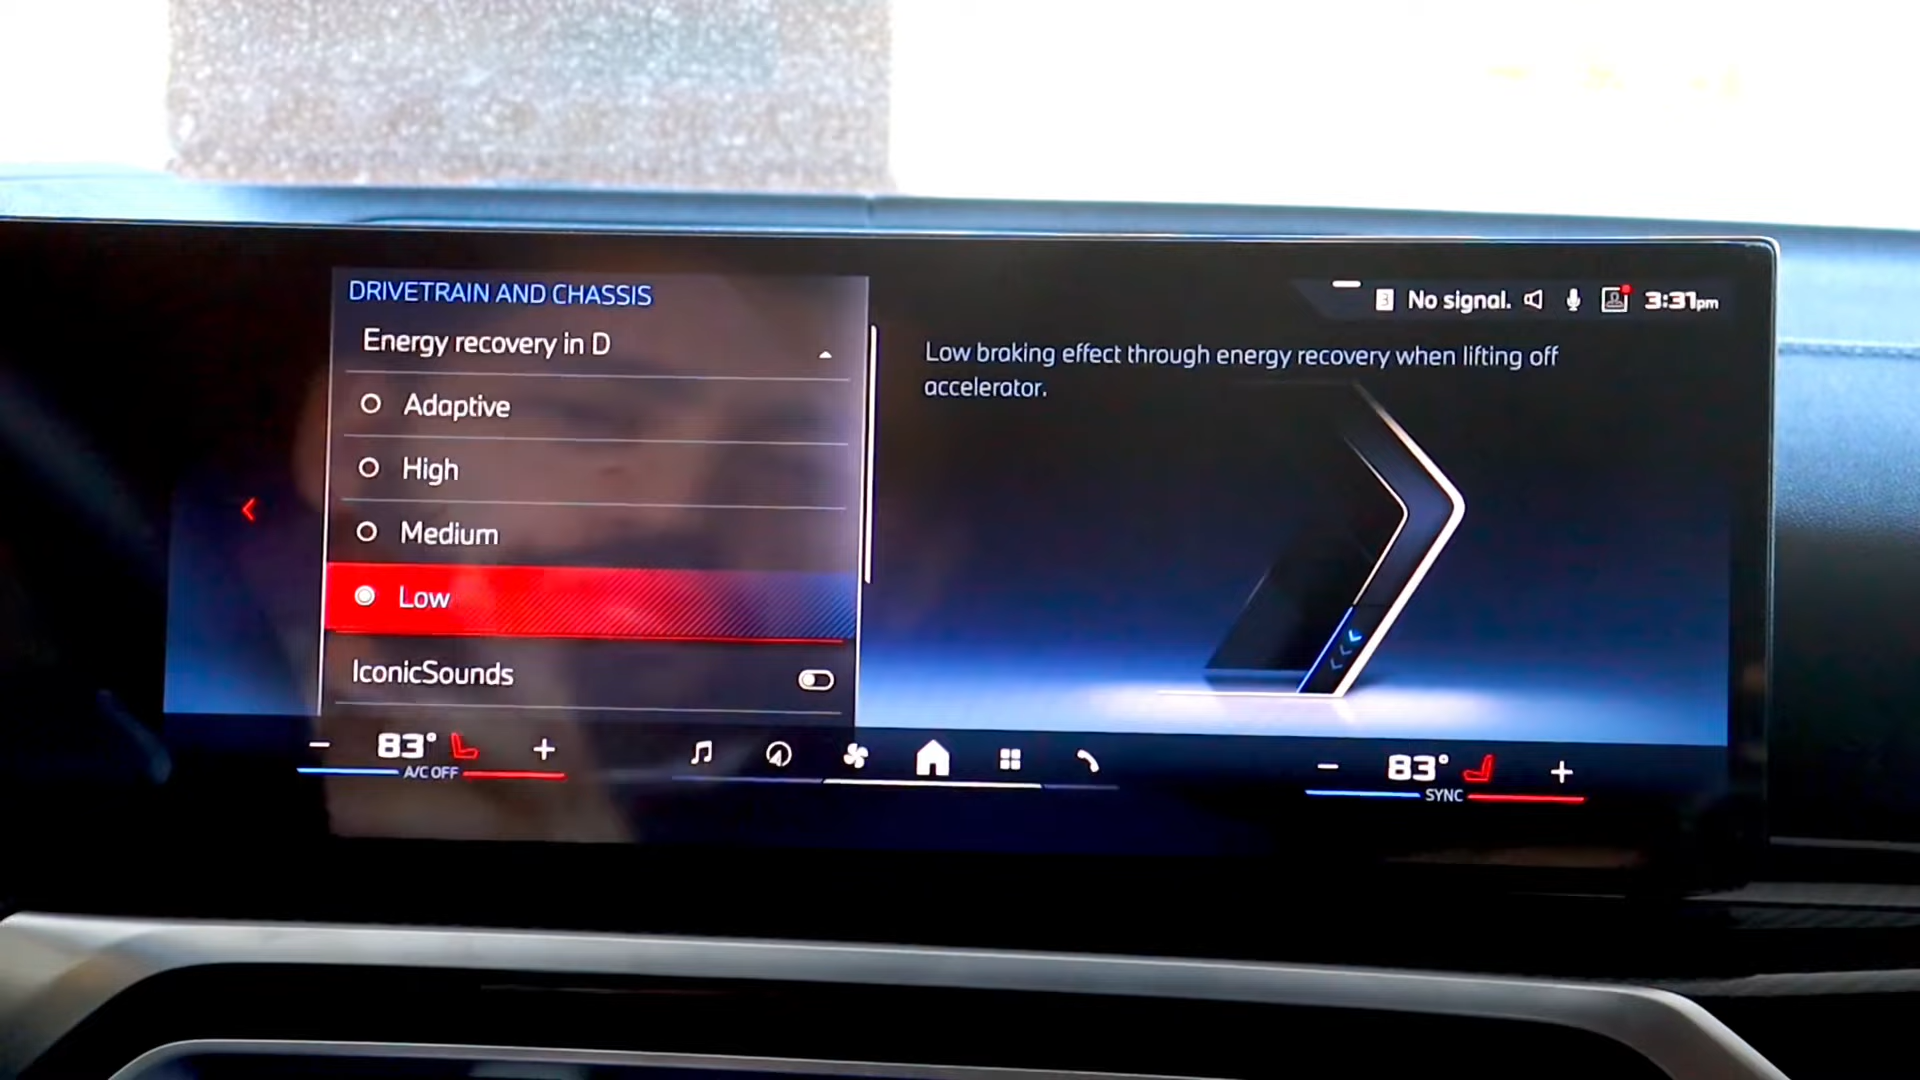 DRIVETRAIN AND CHASSIS
Energy recovery in D
Adaptive
High
Medium
Low
IconicSounds
3 No signal. 3:31pm
Low braking effect through energy recovery when lifting off
accelerator.
− 83° +
A/C OFF
− 83° +
SYNC